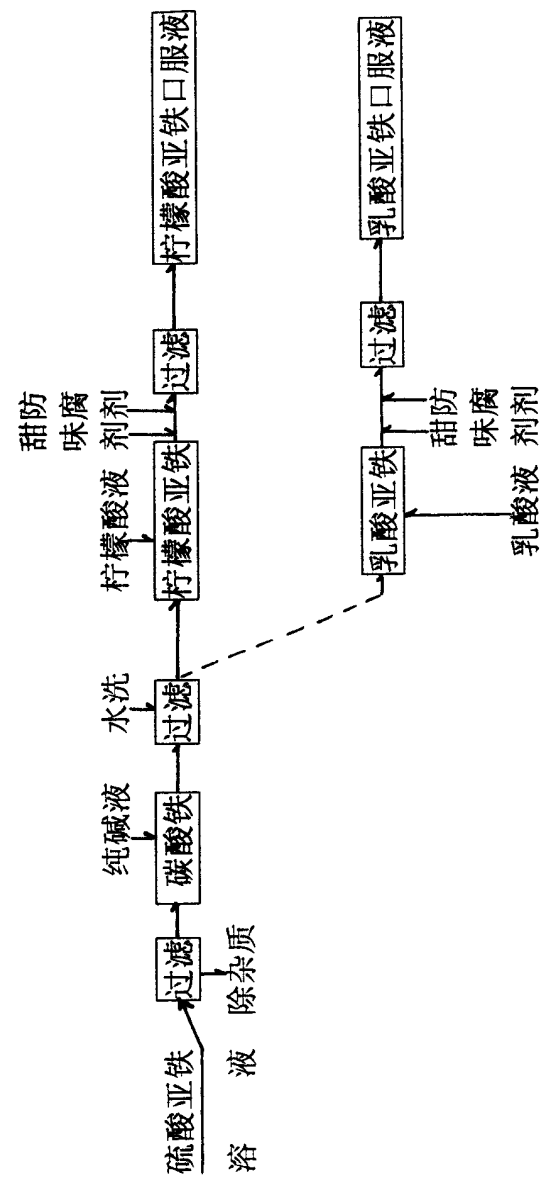 硫酸亚铁
溶液
过滤
除杂质
纯碱液
碳酸铁
水洗
过滤
柠檬酸液
柠檬酸亚铁
甜防
味腐
剂剂
过滤
柠檬酸亚铁口服液
乳酸亚铁
乳酸液
甜防
味腐
剂剂
过滤
乳酸亚铁口服液